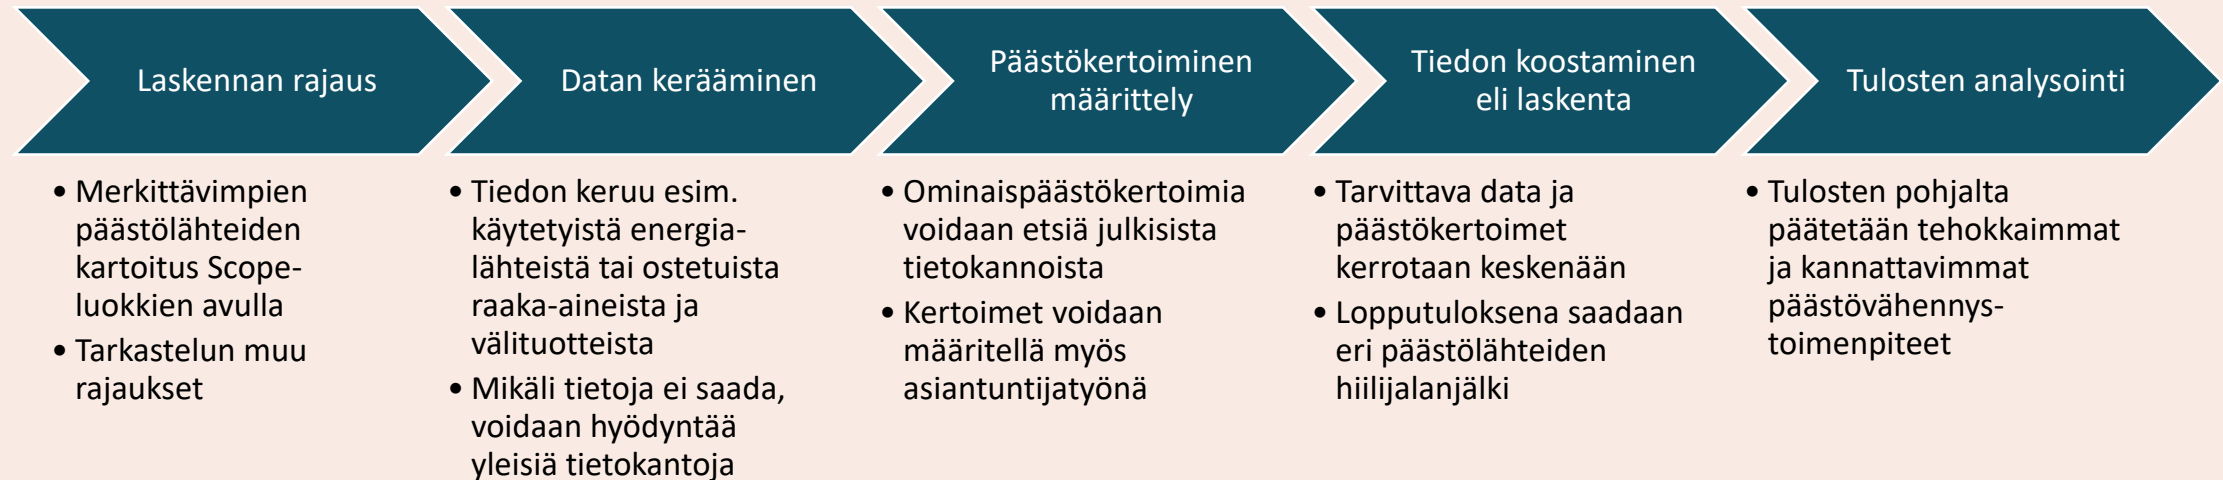 Laskennan rajaus
• Merkittävimpien
päästölähteiden
kartoitus Scope-
luokkien avulla
• Tarkastelun muu
rajaukset
Datan kerääminen
• Tiedon keruu esim.
käytetyistä energia-
lähteistä tai ostetuista
raaka-aineista ja
välituotteista
• Mikäli tietoja ei saada,
voidaan hyödyntää
yleisiä tietokantoja
Päästökertoiminen
määrittely
• Ominaispäästökertoimia
voidaan etsiä julkisista
tietokannoista
• Kertoimet voidaan
määritellä myös
asiantuntijatyönä
Tiedon koostaminen
eli laskenta
• Tarvittava data ja
päästökertoimet
kerrotaan keskenään
• Lopputuloksena saadaan
eri päästölähteiden
hiilijalanjälki
Tulosten analysointi
• Tulosten pohjalta
päätetään tehokkaimmat
ja kannattavimmat
päästövähennys-
toimenpiteet